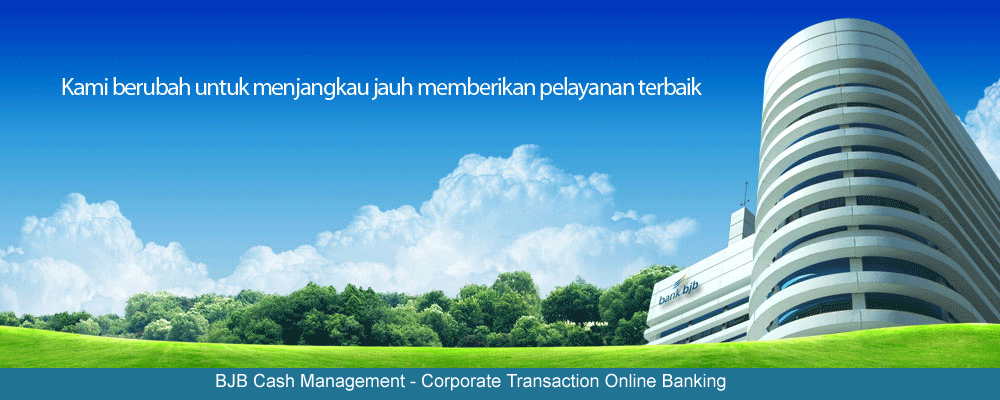 Kami berubah untuk menjangkau jauh memberikan pelayanan terbaik
bank bjb
BJB Cash Management - Corporate Transaction Online Banking